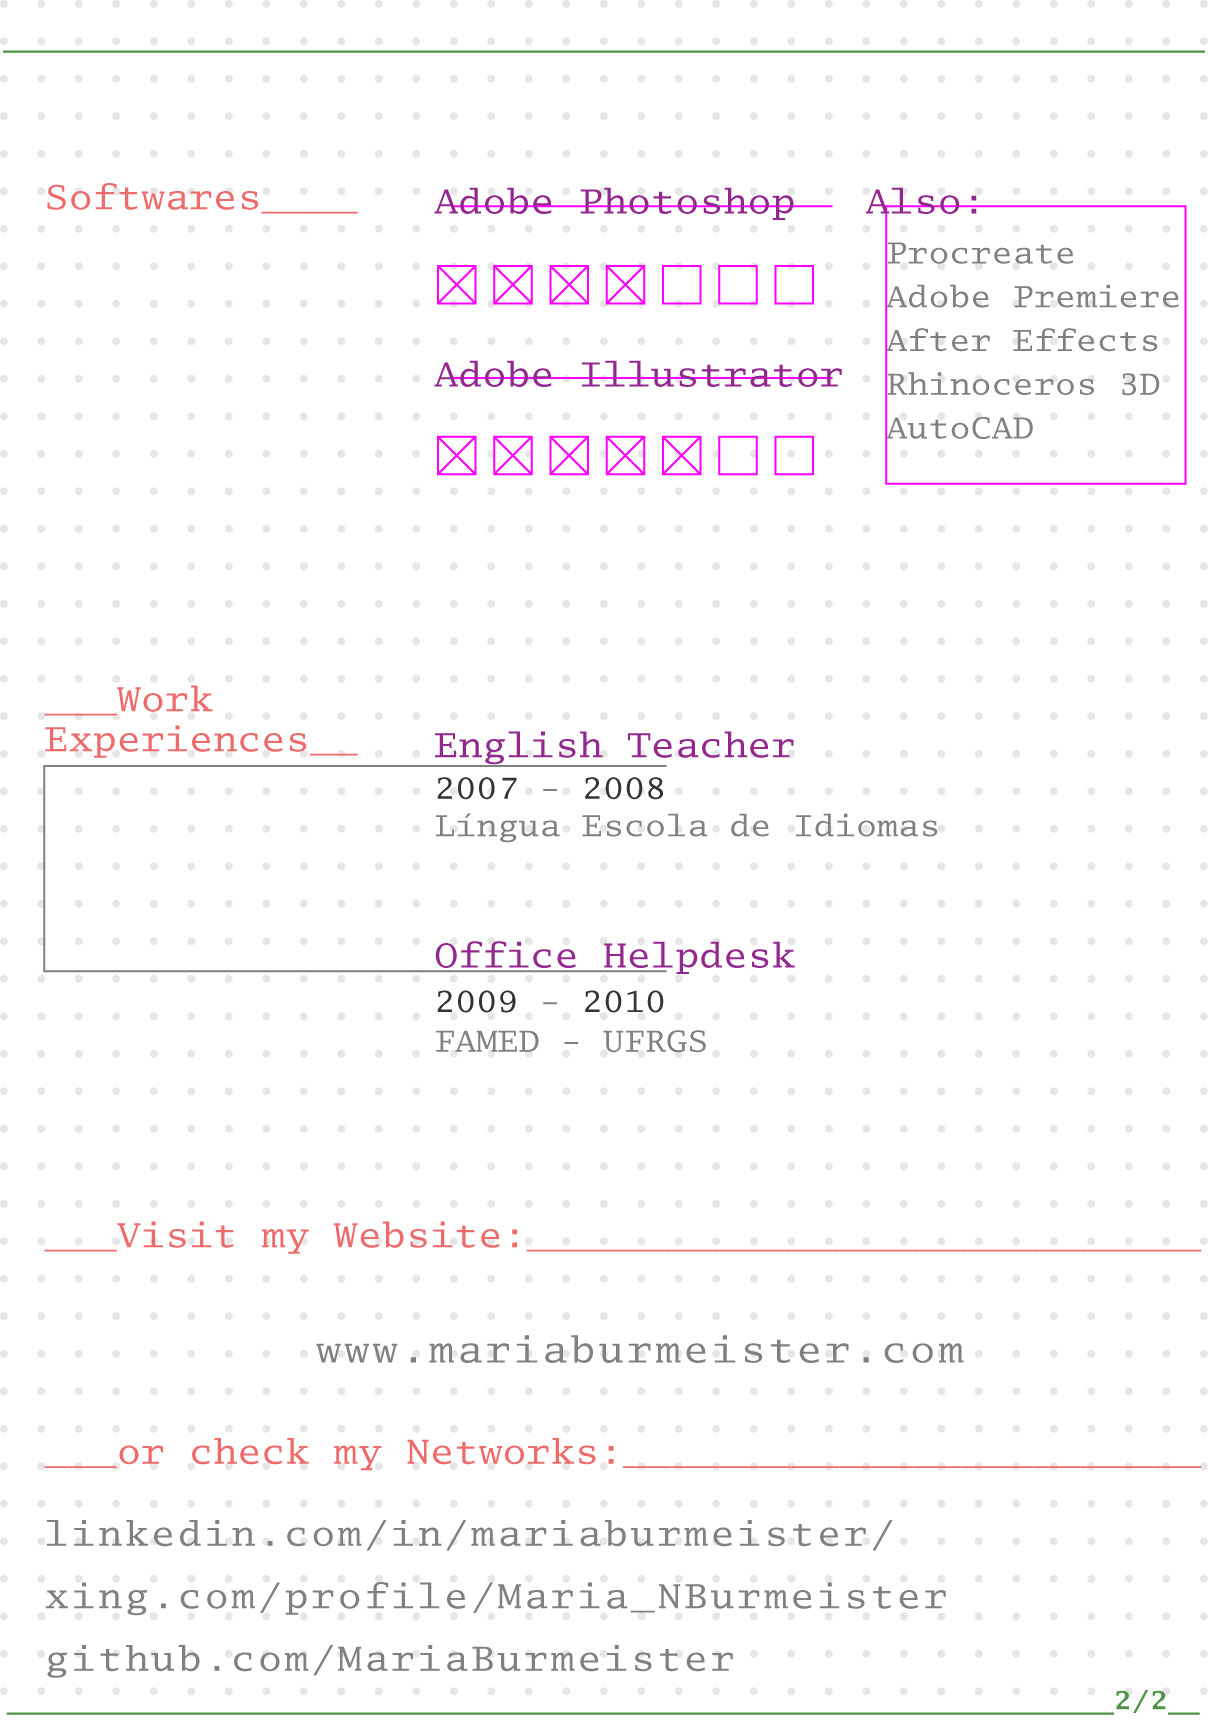 Softwares_____
Adobe Photoshop
Adobe Illustrator
Also:
Procreate
Adobe Premiere
After Effects
Rhinoceros 3D
AutoCAD
___Work
Experiences__
English Teacher
2007 – 2008
Língua Escola de Idiomas
Office Helpdesk
2009 – 2010
FAMED – UFRGS
___Visit my Website:____________________________
www.mariaburmeister.com
___or check my Networks:________________________
linkedin.com/in/mariaburmeister/
xing.com/profile/Maria_NBurmeister
github.com/MariaBurmeister
2/2